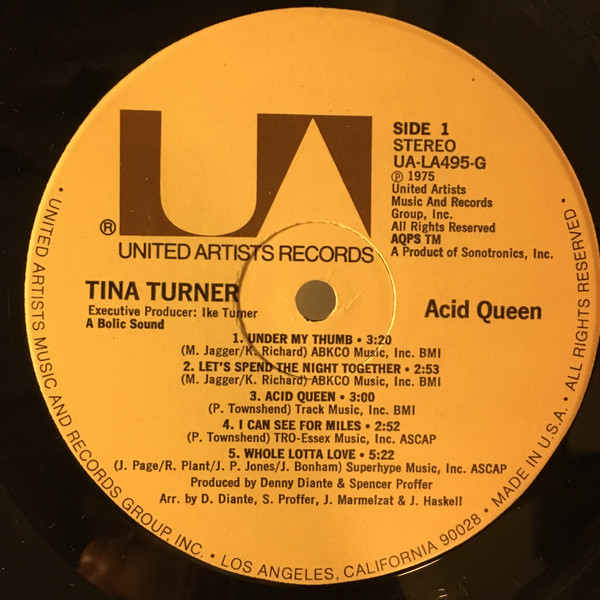 UA
®
UNITED ARTISTS RECORDS
SIDE 1
STEREO
UA-LA495-G
℗ 1975
United Artists
Music And Records
Group, Inc.
All Rights Reserved
AQPS TM
A Product of Sonotronics, Inc.
TINA TURNER
Executive Producer: Ike Turner
A Bolic Sound
Acid Queen
1. UNDER MY THUMB • 3:20
(M. Jagger/K. Richard) ABKCO Music, Inc. BMI
2. LET'S SPEND THE NIGHT TOGETHER • 2:53
(M. Jagger/K. Richard) ABKCO Music, Inc. BMI
3. ACID QUEEN • 3:00
(P. Townshend) Track Music, Inc. BMI
4. I CAN SEE FOR MILES • 2:52
(P. Townshend) TRO-Essex Music, Inc. ASCAP
5. WHOLE LOTTA LOVE • 5:22
(J. Page/R. Plant/J. P. Jones/J. Bonham) Superhype Music, Inc. ASCAP
Produced by Denny Diante & Spencer Proffer
Arr. by D. Diante, S. Proffer, J. Marmelzat & J. Haskell
• UNITED ARTISTS MUSIC AND RECORDS GROUP, INC. • LOS ANGELES, CALIFORNIA 90028 • MADE IN U.S.A. • ALL RIGHTS RESERVED •